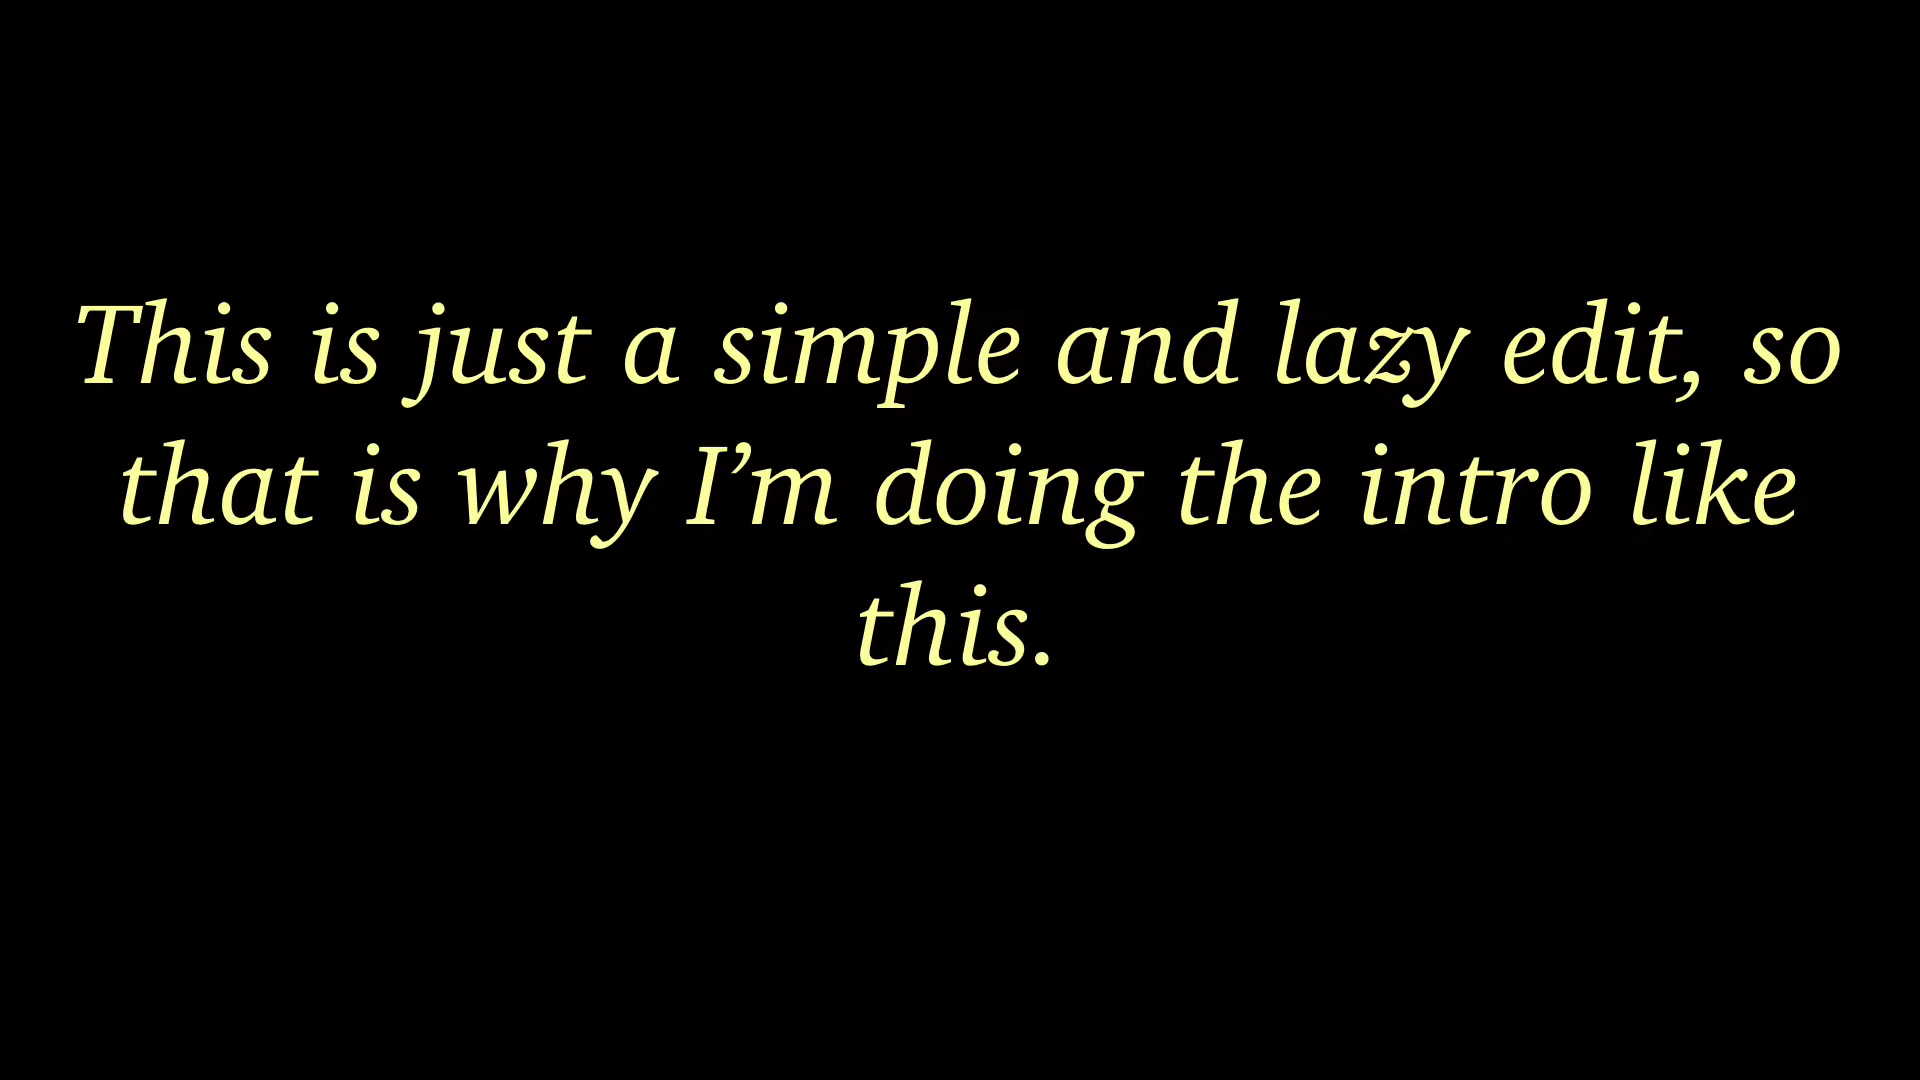 This is just a simple and lazy edit, so
that is why I’m doing the intro like
this.